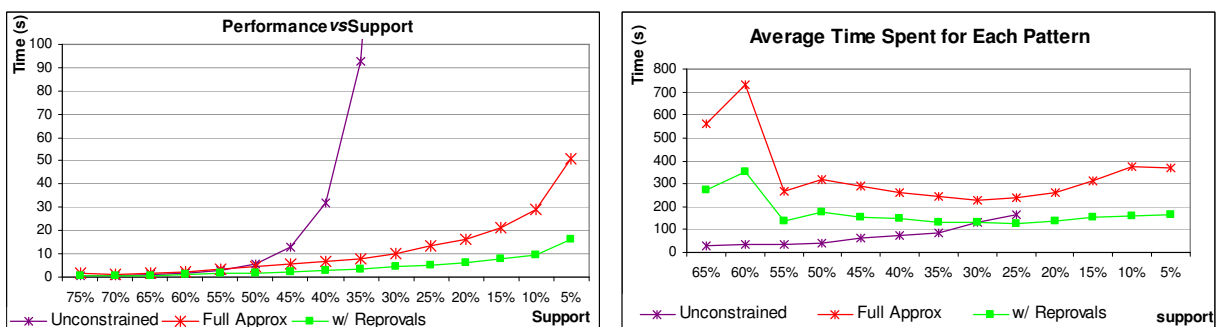 Performance vs Support
Time (s)
100
90
80
70
60
50
40
30
20
10
0
75% 70% 65% 60% 55% 50% 45% 40% 35% 30% 25% 20% 15% 10% 5%
Unconstrained Full Approx w/ Reprovals Support
Average Time Spent for Each Pattern
Time (s)
800
700
600
500
400
300
200
100
0
65% 60% 55% 50% 45% 40% 35% 30% 25% 20% 15% 10% 5%
Unconstrained Full Approx w/ Reprovals support